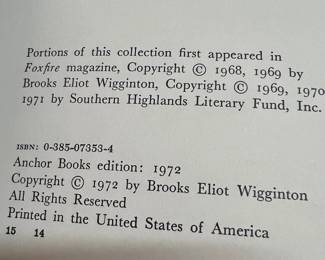 Portions of this collection first appeared in
Foxfire magazine, Copyright © 1968, 1969 by
Brooks Eliot Wigginton, Copyright © 1969, 1970
1971 by Southern Highlands Literary Fund, Inc.
ISBN: 0-385-07353-4
Anchor Books edition: 1972
Copyright © 1972 by Brooks Eliot Wigginton
All Rights Reserved
Printed in the United States of America
15 14